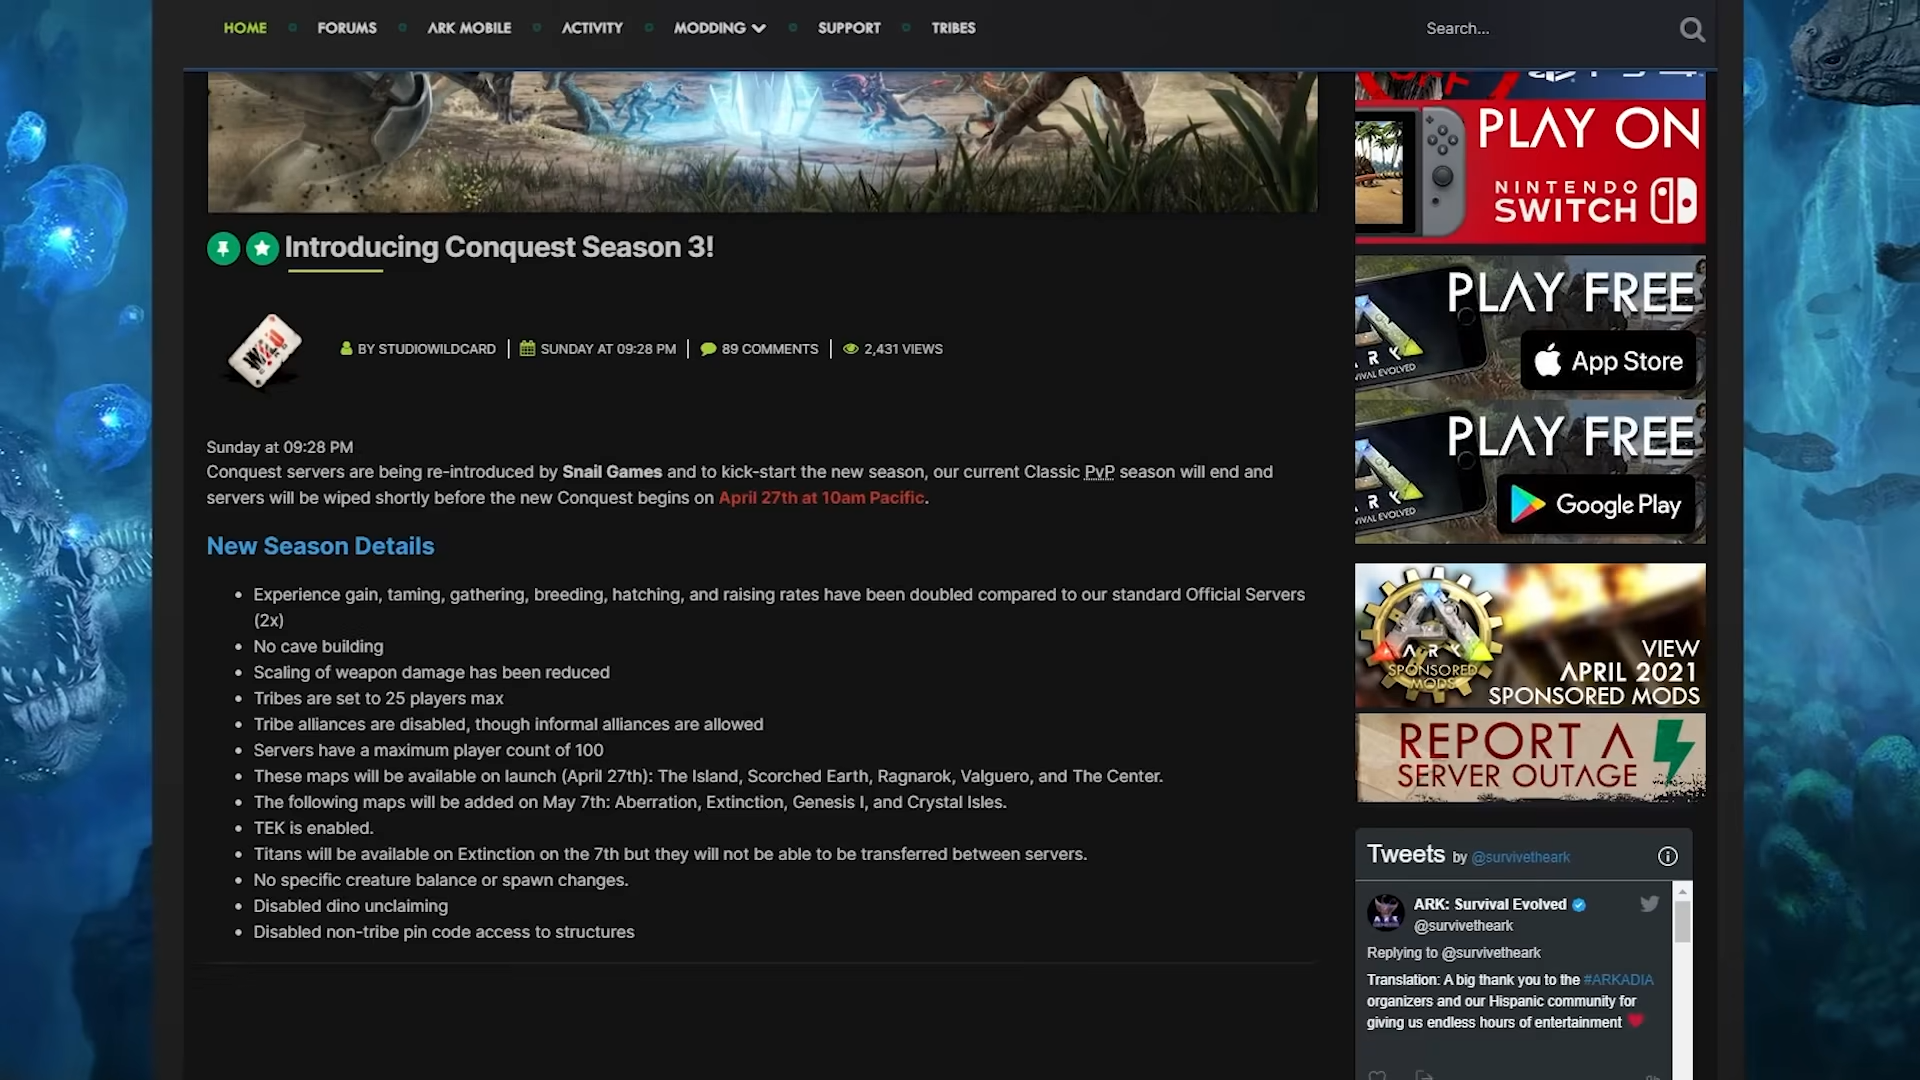 HOME
FORUMS
ARK MOBILE
ACTIVITY
MODDING
SUPPORT
TRIBES
Search...
Introducing Conquest Season 3!
BY STUDIOWILDCARD
SUNDAY AT 09:28 PM
89 COMMENTS
2,431 VIEWS
Sunday at 09:28 PM
Conquest servers are being re-introduced by Snail Games and to kick-start the new season, our current Classic PvP season will end and
servers will be wiped shortly before the new Conquest begins on April 27th at 10am Pacific.
New Season Details
Experience gain, taming, gathering, breeding, hatching, and raising rates have been doubled compared to our standard Official Servers
(2x)
No cave building
Scaling of weapon damage has been reduced
Tribes are set to 25 players max
Tribe alliances are disabled, though informal alliances are allowed
Servers have a maximum player count of 100
These maps will be available on launch (April 27th): The Island, Scorched Earth, Ragnarok, Valguero, and The Center.
The following maps will be added on May 7th: Aberration, Extinction, Genesis I, and Crystal Isles.
TEK is enabled.
Titans will be available on Extinction on the 7th but they will not be able to be transferred between servers.
No specific creature balance or spawn changes.
Disabled dino unclaiming
Disabled non-tribe pin code access to structures
PLAY ON
NINTENDO
SWITCH
PLAY FREE
App Store
PLAY FREE
Google Play
ARK
SPONSORED
MODS
VIEW
APRIL 2021
SPONSORED MODS
REPORT A
SERVER OUTAGE
Tweets by @survivetheark
ARK: Survival Evolved
@survivetheark
Replying to @survivetheark
Translation: A big thank you to the #ARKADIA
organizers and our Hispanic community for
giving us endless hours of entertainment